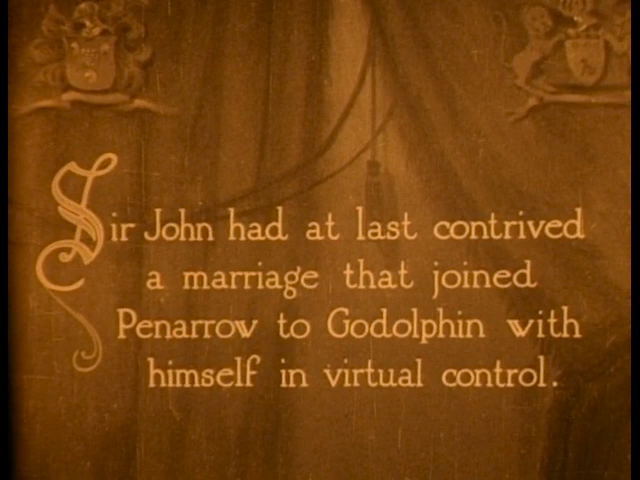 Sir John had at last contrived
a marriage that joined
Penarrow to Godolphin with
himself in virtual control.